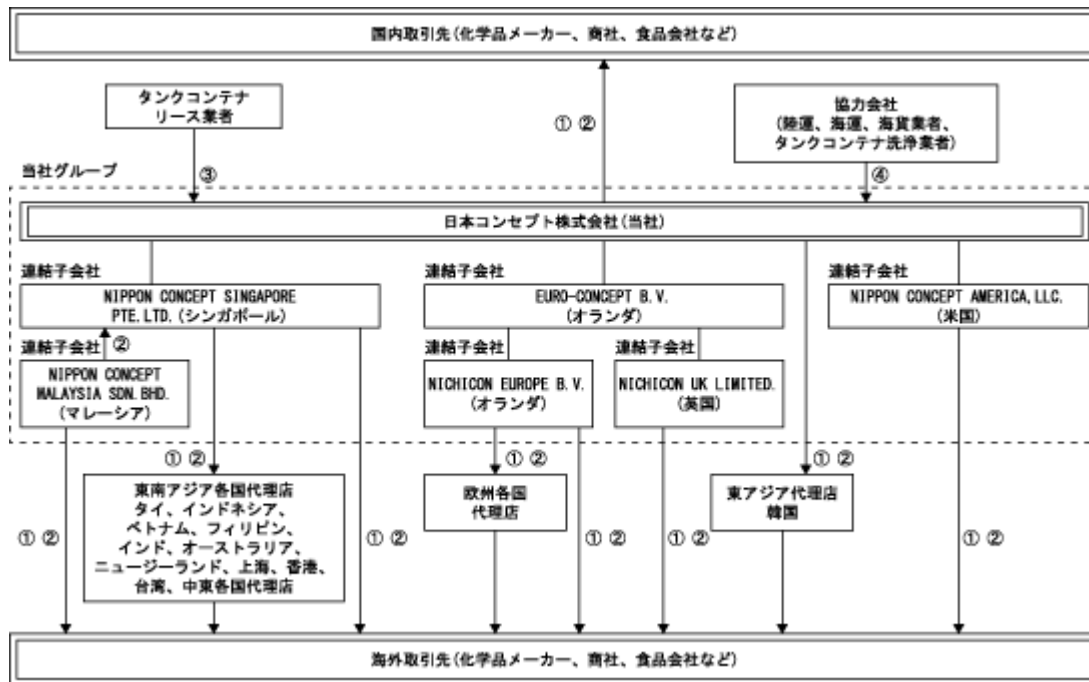 国内取引先(化学品メーカー、商社、食品会社など)
タンクコンテナ
リース業者
① ②
協力会社
(陸運、海運、海貨業者、
タンクコンテナ洗浄業者)
当社グループ
③
④
日本コンセプト株式会社(当社)
連結子会社
NIPPON CONCEPT SINGAPORE
PTE.LTD.(シンガポール)
連結子会社
EURO-CONCEPT B.V.
(オランダ)
連結子会社
NIPPON CONCEPT AMERICA,LLC.
(米国)
連結子会社
②
NIPPON CONCEPT
MALAYSIA SDN.BHD.
(マレーシア)
連結子会社
NICHICON EUROPE B.V.
(オランダ)
連結子会社
NICHICON UK LIMITED.
(英国)
① ②
① ②
① ②
東南アジア各国代理店
タイ、インドネシア、
ベトナム、フィリピン、
インド、オーストラリア、
ニュージーランド、上海、香港、
台湾、中東各国代理店
欧州各国
代理店
東アジア代理店
韓国
① ②
① ②
① ②
① ②
① ②
海外取引先(化学品メーカー、商社、食品会社など)